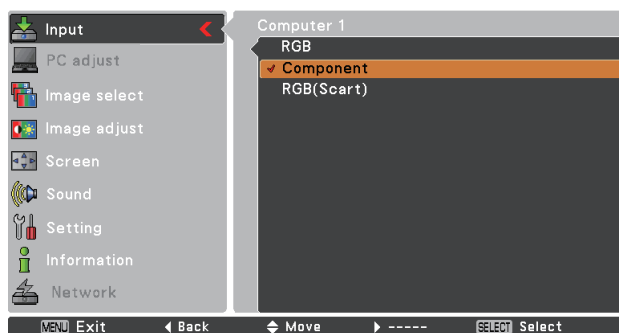 Input
PC adjust
Image select
Image adjust
Screen
Sound
Setting
Information
Network
Computer 1
RGB
Component
RGB(Scart)
MENU Exit Back Move ----- SELECT Select